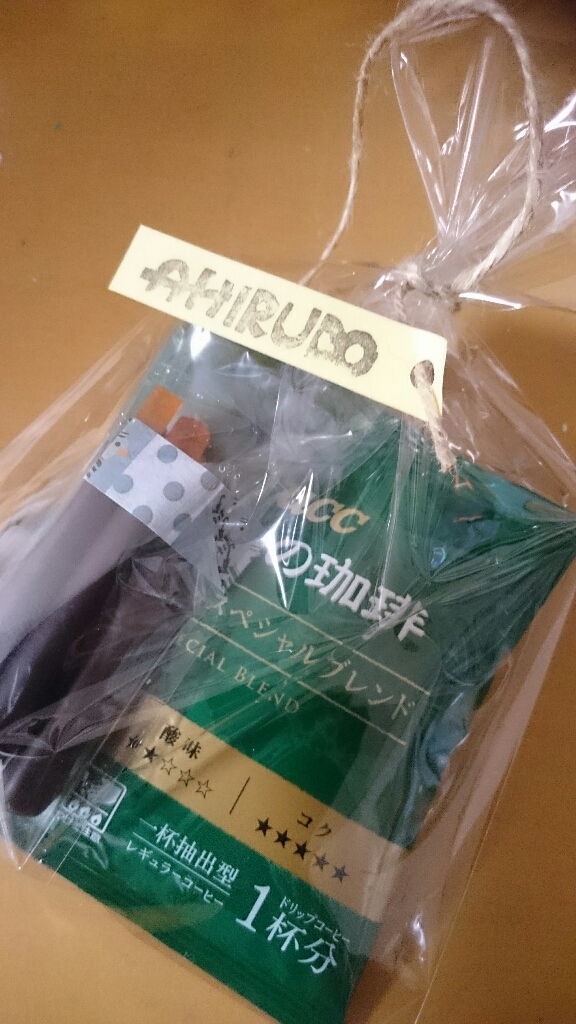 AHIRUBO
の珈琲
スペシャルブレンド
CIAL BLEND
酸味
★☆☆☆
コク
★★★★★
一杯抽出型
レギュラーコーヒー
ドリップコーヒー
1杯分